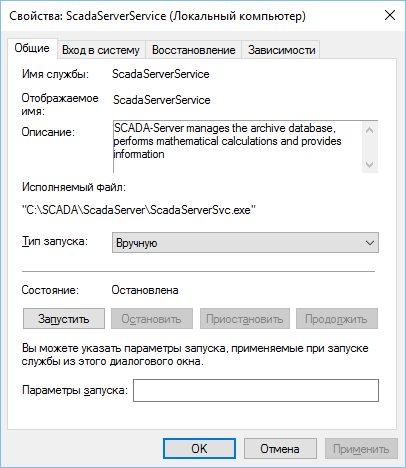 Свойства: ScadaServerService (Локальный компьютер)
Общие Вход в систему Восстановление Зависимости
Имя службы: ScadaServerService
Отображаемое имя: ScadaServerService
Описание: SCADA-Server manages the archive database,
performs mathematical calculations and provides
information
Исполняемый файл:
"C:\SCADA\ScadaServer\ScadaServerSvc.exe"
Тип запуска: Вручную
Состояние: Остановлена
Запустить Остановить Приостановить Продолжить
Вы можете указать параметры запуска, применяемые при запуске
службы из этого диалогового окна.
Параметры запуска:
OK Отмена Применить